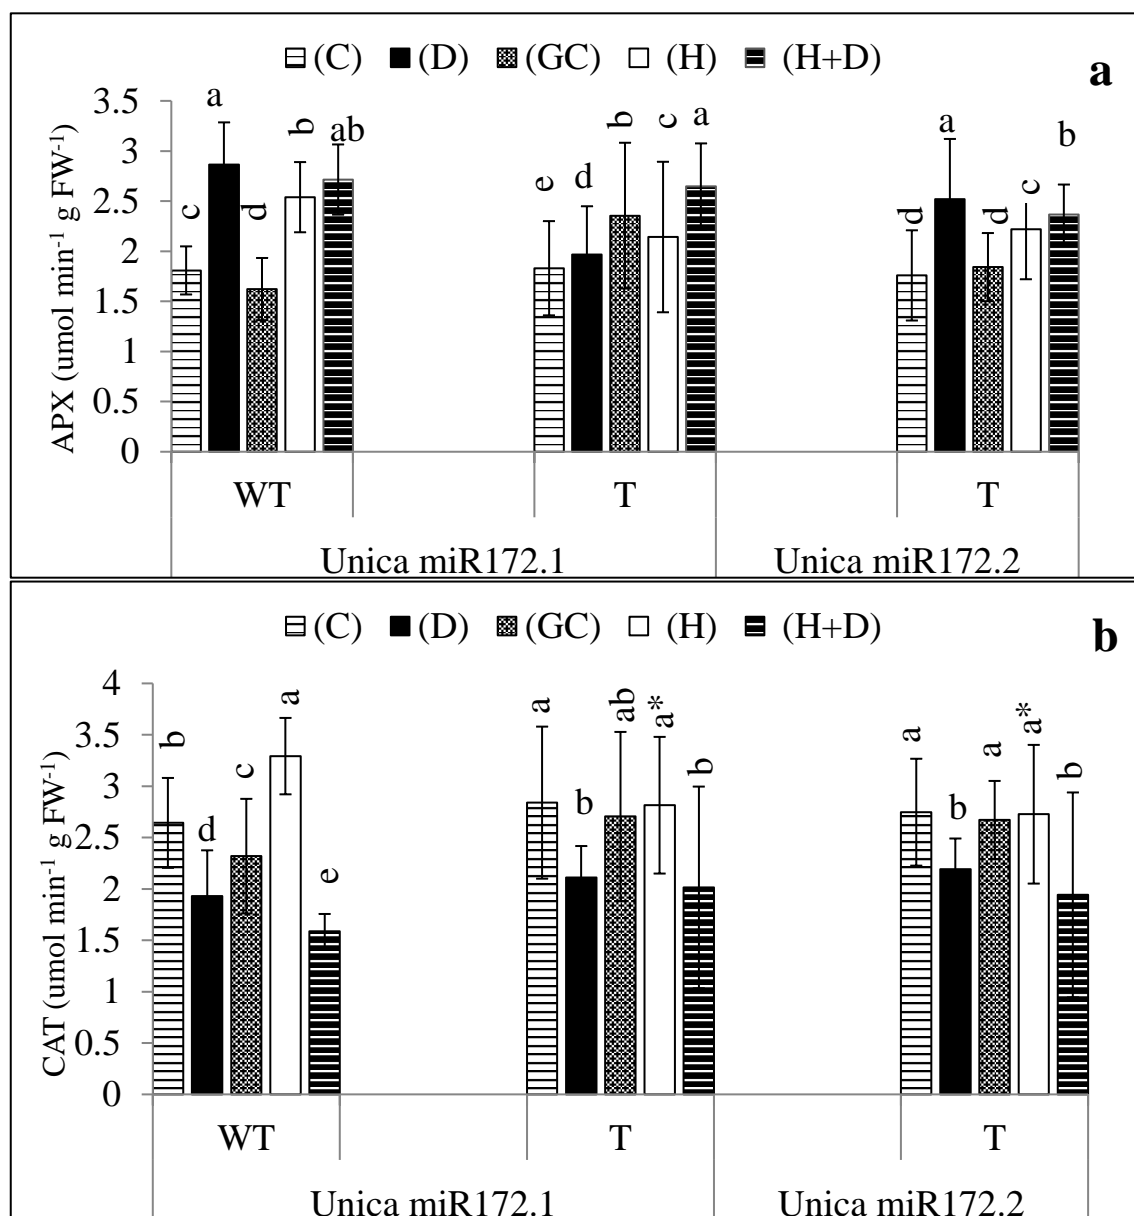 (C) (D) (GC) (H) (H+D)
a
APX (umol min⁻¹ g FW⁻¹)
3.5
3
2.5
2
1.5
1
0.5
0
c a d b ab
e d b c a
d a d c b
WT T T
Unica miR172.1 Unica miR172.2
(C) (D) (GC) (H) (H+D)
b
CAT (umol min⁻¹ g FW⁻¹)
4
3.5
3
2.5
2
1.5
1
0.5
0
b d c a e
a b ab a* b
a b a a* b
WT T T
Unica miR172.1 Unica miR172.2